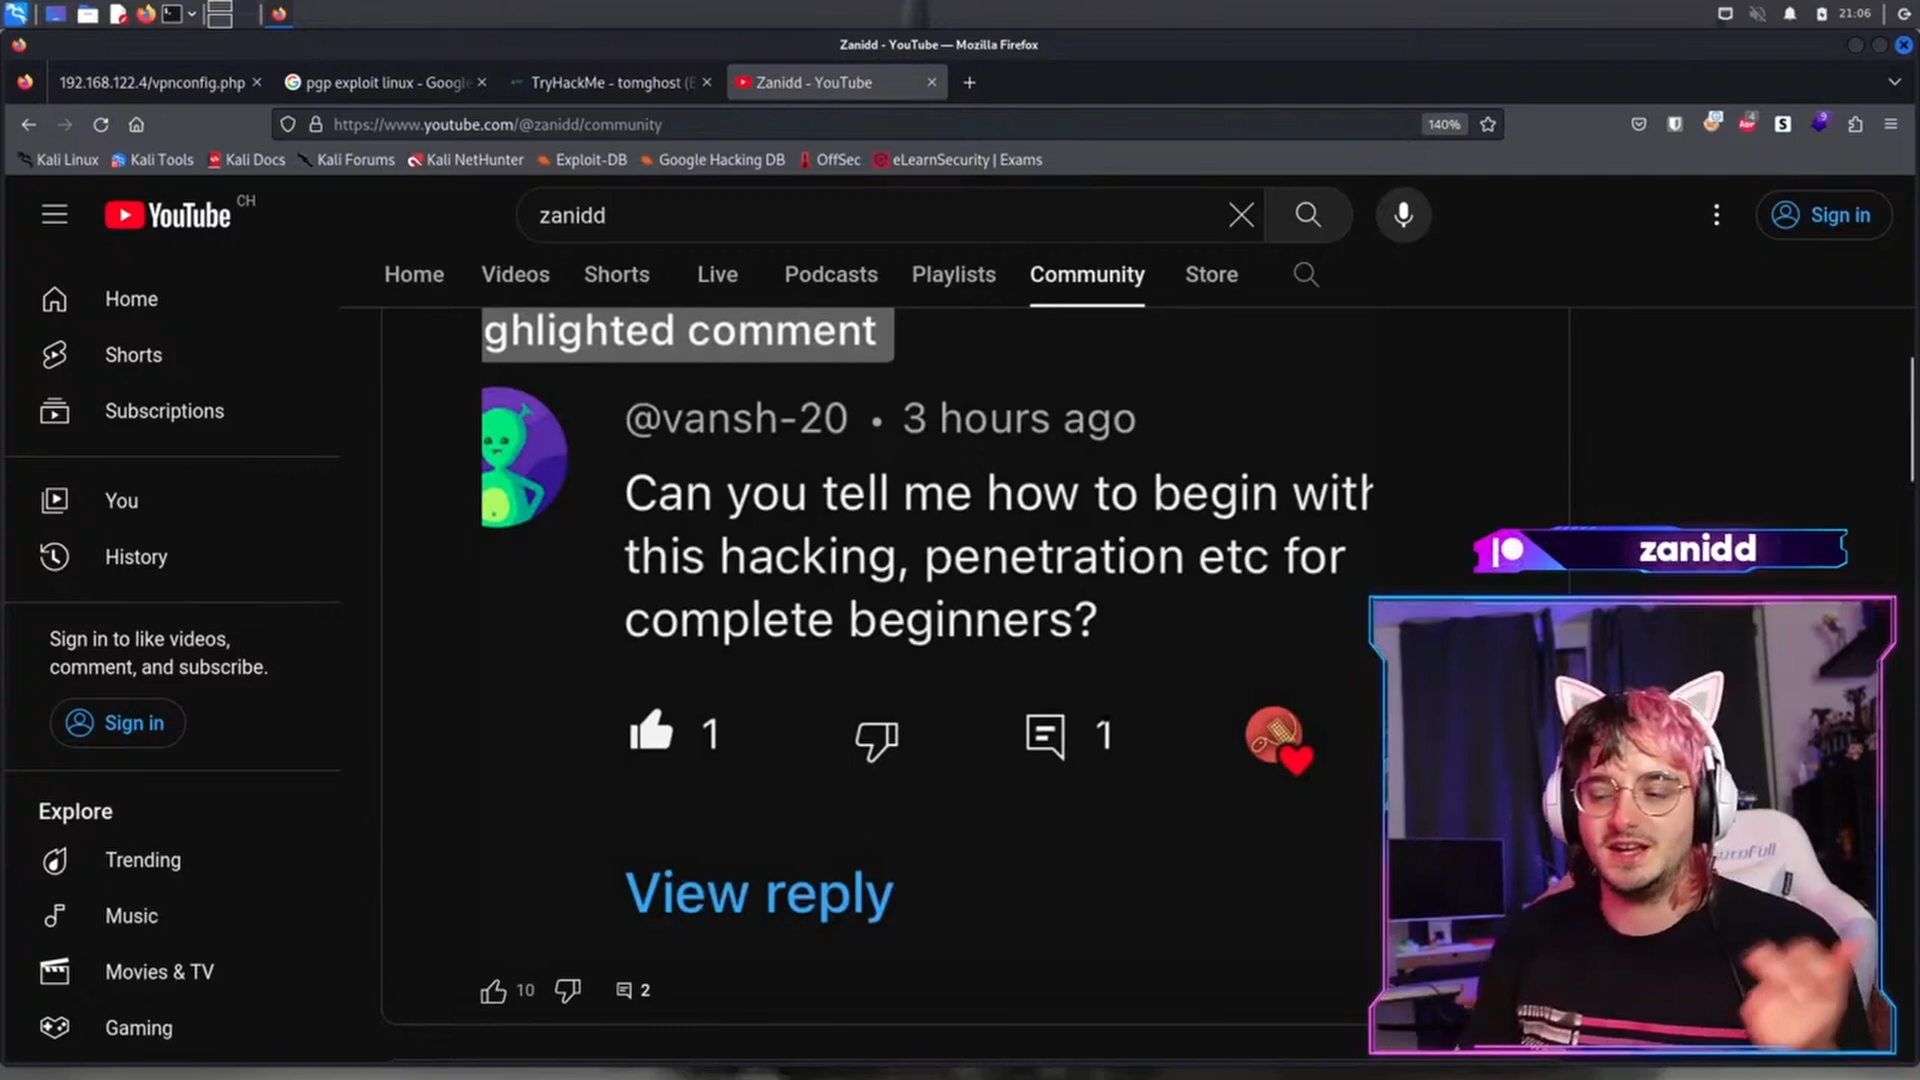 21:06
Zanidd - YouTube — Mozilla Firefox
192.168.122.4/vpnconfig.php
pgp exploit linux - Google
TryHackMe - tomghost (E
Zanidd - YouTube
https://www.youtube.com/@zanidd/community
140%
Kali Linux
Kali Tools
Kali Docs
Kali Forums
Kali NetHunter
Exploit-DB
Google Hacking DB
OffSec
eLearnSecurity | Exams
YouTube CH
zanidd
Sign in
Home
Videos
Shorts
Live
Podcasts
Playlists
Community
Store
Home
Shorts
Subscriptions
You
History
Sign in to like videos,
comment, and subscribe.
Sign in
Explore
Trending
Music
Movies & TV
Gaming
ghlighted comment
@vansh-20 • 3 hours ago
Can you tell me how to begin with
this hacking, penetration etc for
complete beginners?
1
1
View reply
10
2
zanidd